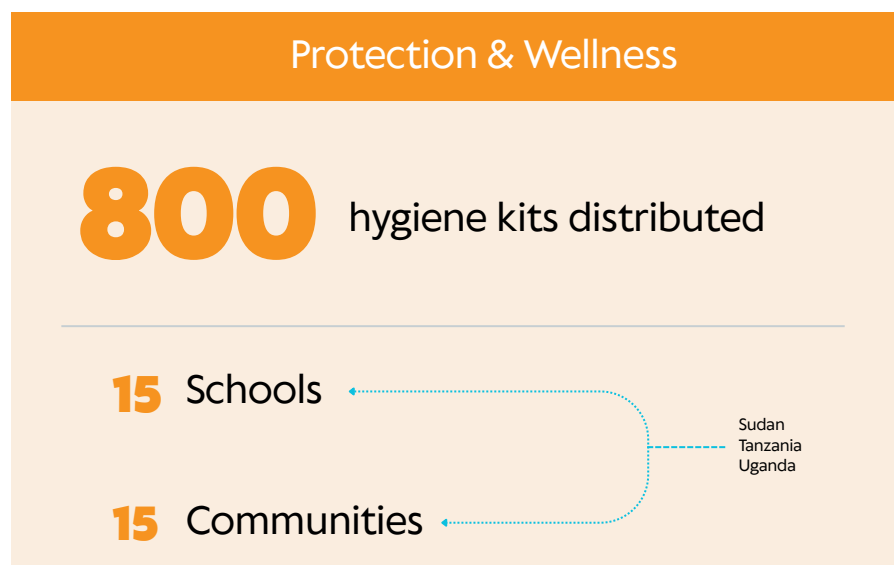 Protection & Wellness
800 hygiene kits distributed
15 Schools
Sudan
Tanzania
Uganda
15 Communities